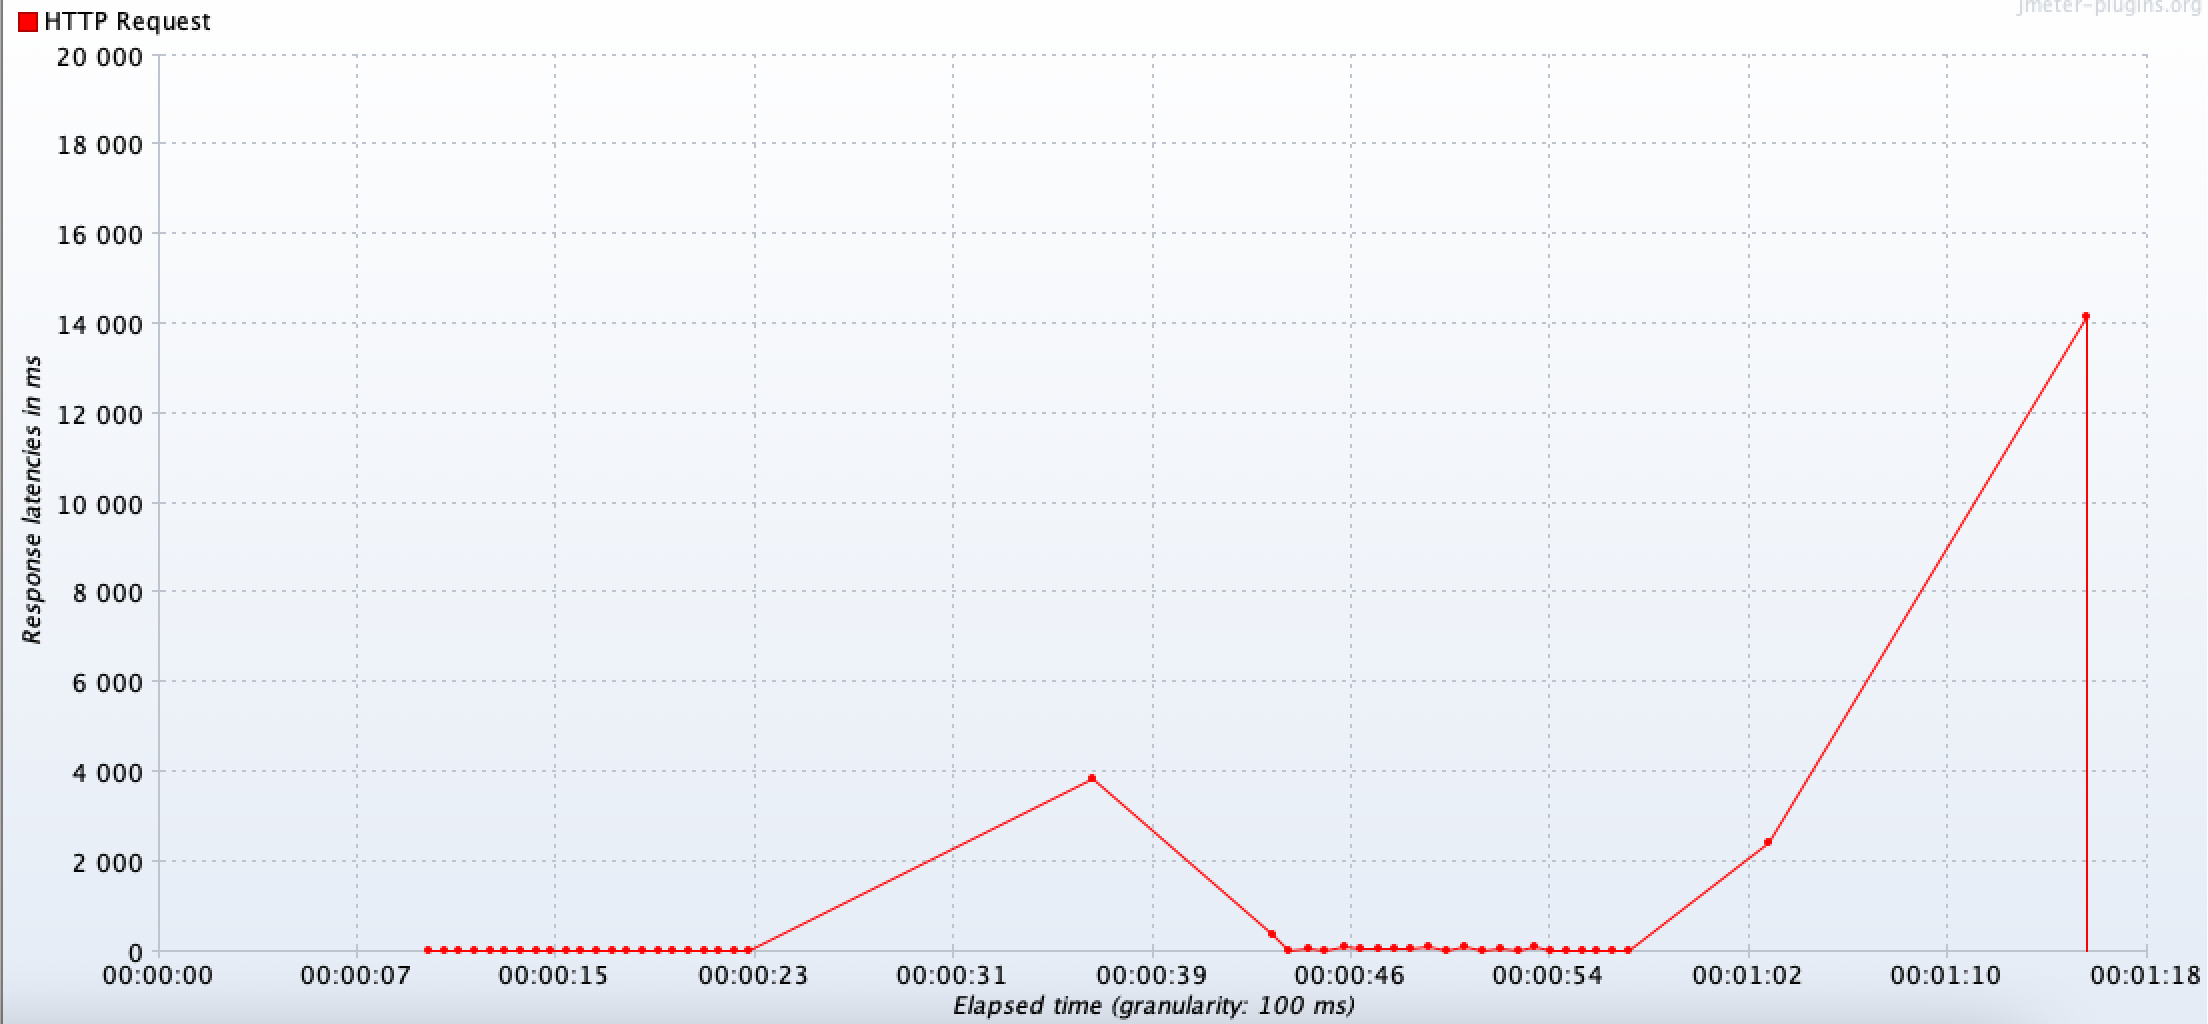 jmeter-plugins.org
HTTP Request
20 000
18 000
16 000
14 000
12 000
10 000
8 000
6 000
4 000
2 000
0
Response latencies in ms
00:00:00 00:00:07 00:00:15 00:00:23 00:00:31 00:00:39 00:00:46 00:00:54 00:01:02 00:01:10 00:01:18
Elapsed time (granularity: 100 ms)